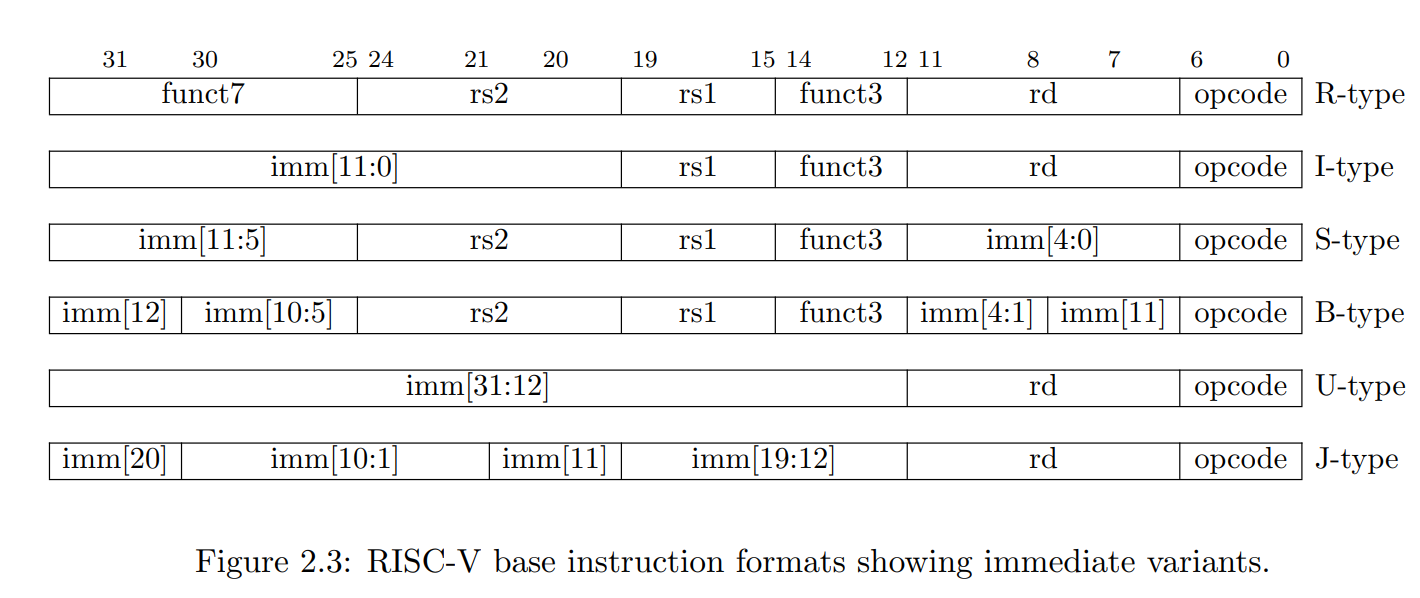 31 30 25 24 21 20 19 15 14 12 11 8 7 6 0
funct7 rs2 rs1 funct3 rd opcode R-type
imm[11:0] rs1 funct3 rd opcode I-type
imm[11:5] rs2 rs1 funct3 imm[4:0] opcode S-type
imm[12] imm[10:5] rs2 rs1 funct3 imm[4:1] imm[11] opcode B-type
imm[31:12] rd opcode U-type
imm[20] imm[10:1] imm[11] imm[19:12] rd opcode J-type
Figure 2.3: RISC-V base instruction formats showing immediate variants.